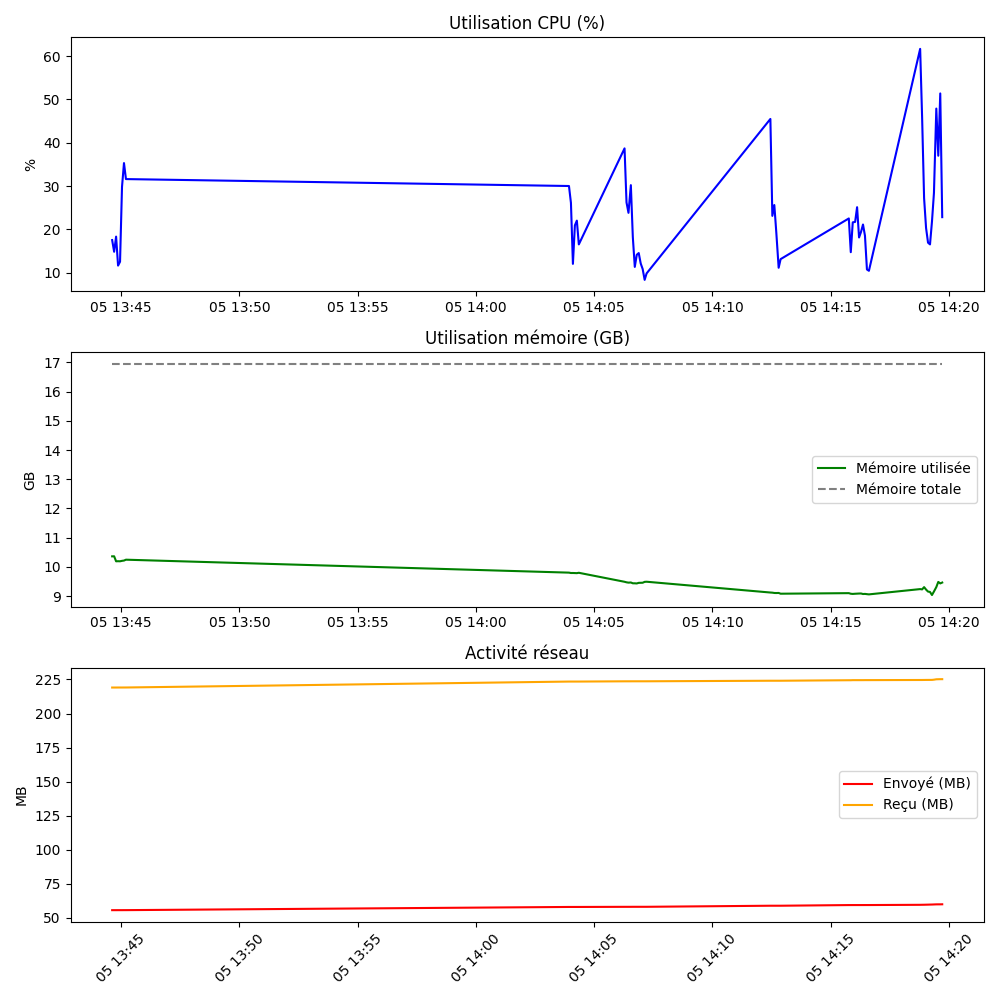 Utilisation CPU (%)
%
60
50
40
30
20
10
05 13:45 05 13:50 05 13:55 05 14:00 05 14:05 05 14:10 05 14:15 05 14:20
Utilisation mémoire (GB)
GB
17
16
15
14
13
12
11
10
9
Mémoire utilisée
Mémoire totale
05 13:45 05 13:50 05 13:55 05 14:00 05 14:05 05 14:10 05 14:15 05 14:20
Activité réseau
MB
225
200
175
150
125
100
75
50
Envoyé (MB)
Reçu (MB)
05 13:45 05 13:50 05 13:55 05 14:00 05 14:05 05 14:10 05 14:15 05 14:20